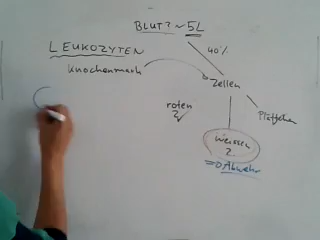 BLUT? ~ 5L
LEUKOZYTEN
40%
Knochenmark
Zellen
roten
Z.
Plättchen
Weissen
Z.
=> Abwehr